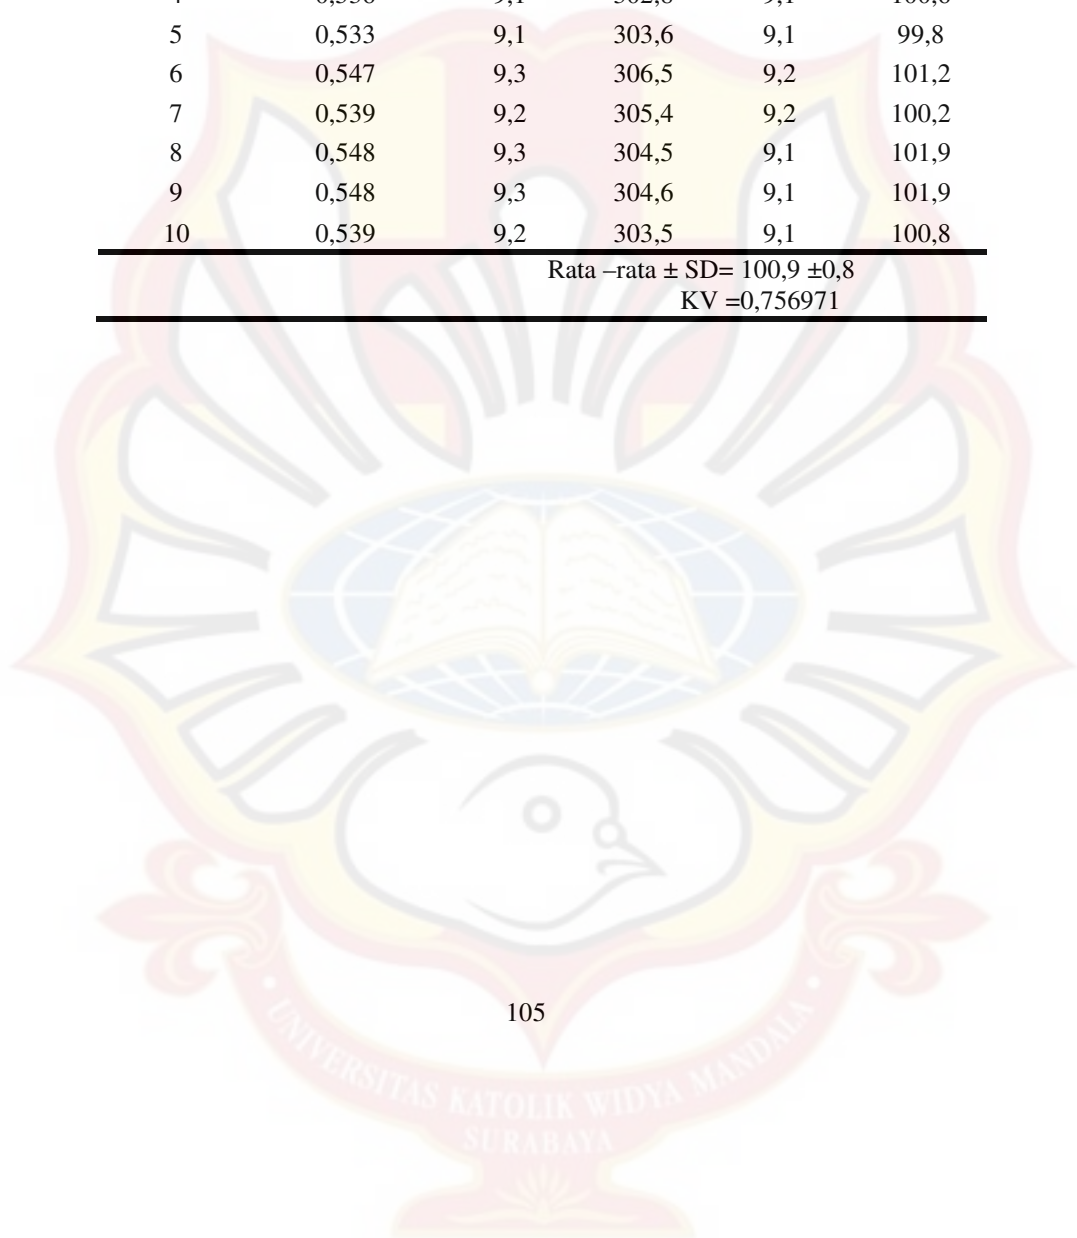 5 0,533 9,1 303,6 9,1 99,8
6 0,547 9,3 306,5 9,2 101,2
7 0,539 9,2 305,4 9,2 100,2
8 0,548 9,3 304,5 9,1 101,9
9 0,548 9,3 304,6 9,1 101,9
10 0,539 9,2 303,5 9,1 100,8
Rata –rata ± SD= 100,9 ±0,8
KV =0,756971
105
UNIVERSITAS KATOLIK WIDYA MANDALA
SURABAYA